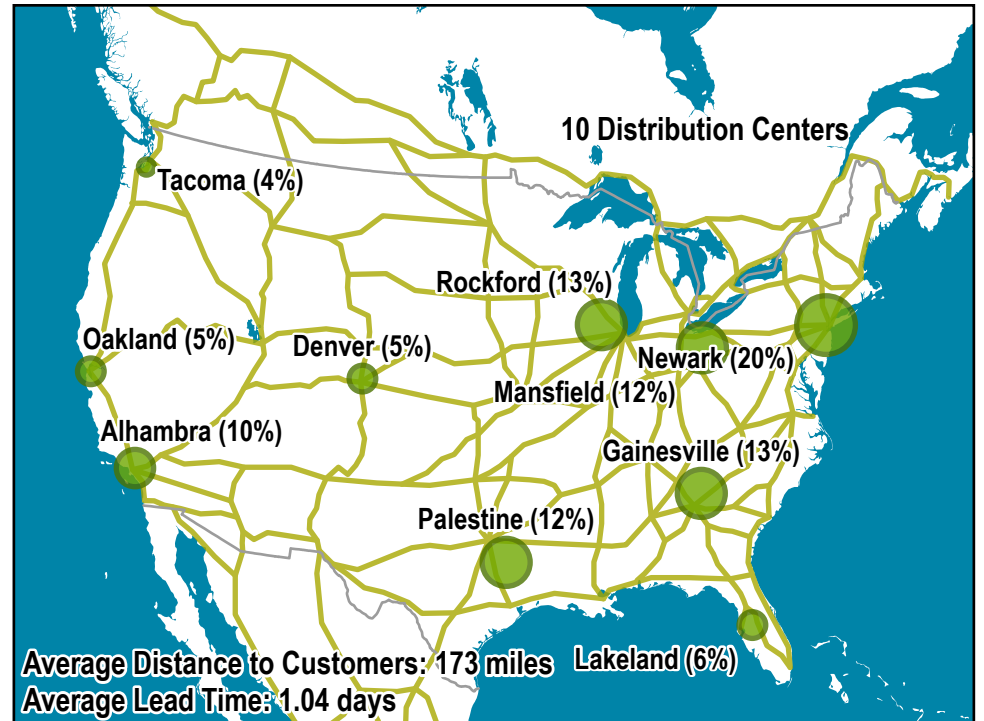 10 Distribution Centers
Tacoma (4%)
Rockford (13%)
Oakland (5%)
Denver (5%)
Newark (20%)
Mansfield (12%)
Alhambra (10%)
Gainesville (13%)
Palestine (12%)
Average Distance to Customers: 173 miles
Lakeland (6%)
Average Lead Time: 1.04 days